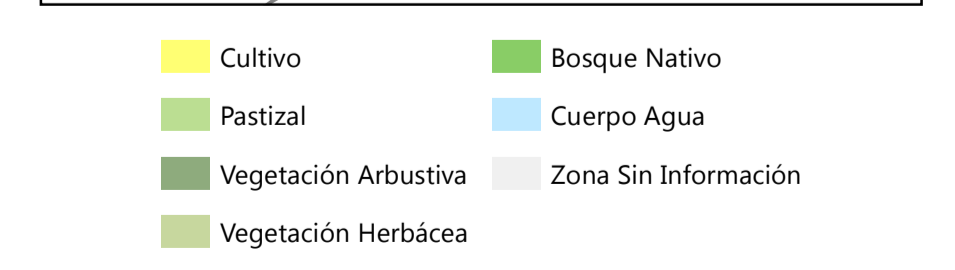 Cultivo
Pastizal
Vegetación Arbustiva
Vegetación Herbácea
Bosque Nativo
Cuerpo Agua
Zona Sin Información